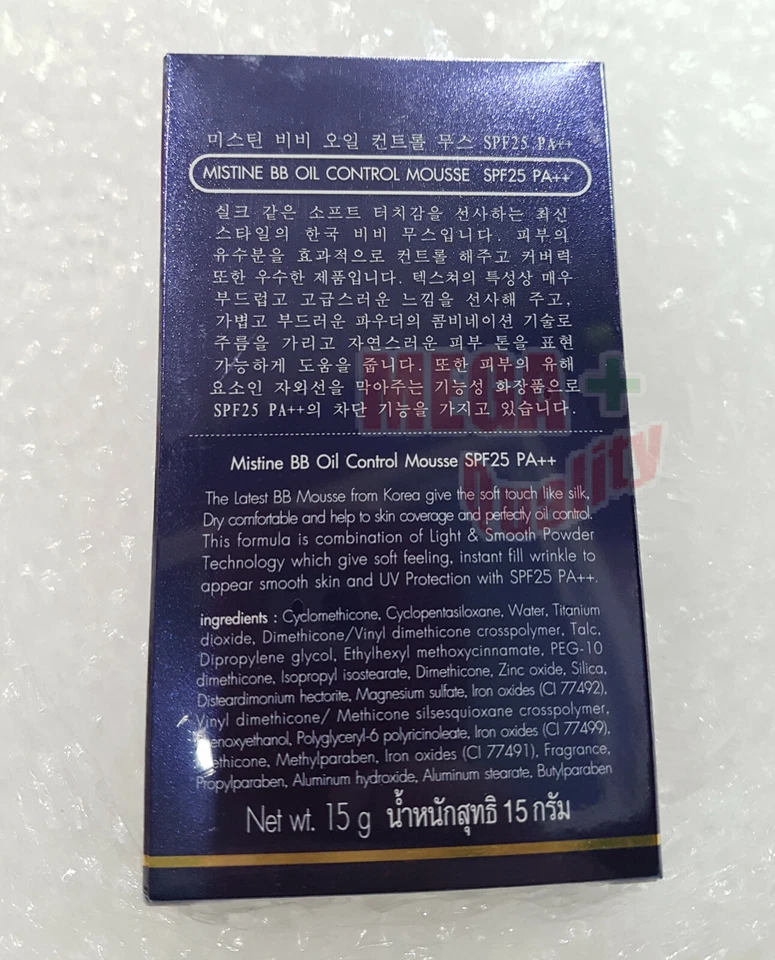 미스틴 비비 오일 컨트롤 무스 SPF25 PA++
MISTINE BB OIL CONTROL MOUSSE SPF25 PA++
실크 같은 소프트 터치감을 선사하는 최신
스타일의 한국 비비 무스입니다. 피부의
유수분을 효과적으로 컨트롤 해주고 커버력
또한 우수한 제품입니다. 텍스쳐의 특성상 매우
부드럽고 고급스러운 느낌을 선사해 주고,
가볍고 부드러운 파우더의 콤비네이션 기술로
주름을 가리고 자연스러운 피부 톤을 표현
가능하게 도움을 줍니다. 또한 피부의 유해
요소인 자외선을 막아주는 기능성 화장품으로
SPF25 PA++의 차단 기능을 가지고 있습니다.
MEGA+
Quality
Mistine BB Oil Control Mousse SPF25 PA++
The Latest BB Mousse from Korea give the soft touch like silk,
Dry comfortable and help to skin coverage and perfectly oil control.
This formula is combination of Light & Smooth Powder
Technology which give soft feeling, instant fill wrinkle to
appear smooth skin and UV Protection with SPF25 PA++.
ingredients : Cyclomethicone, Cyclopentasiloxane, Water, Titanium
dioxide, Dimethicone/Vinyl dimethicone crosspolymer, Talc,
Dipropylene glycol, Ethylhexyl methoxycinnamate, PEG-10
dimethicone, Isopropyl isostearate, Dimethicone, Zinc oxide, Silica,
Disteardimonium hectorite, Magnesium sulfate, Iron oxides (CI 77492),
Vinyl dimethicone/ Methicone silsesquioxane crosspolymer,
Phenoxyethanol, Polyglyceryl-6 polyricinoleate, Iron oxides (CI 77499),
Methicone, Methylparaben, Iron oxides (CI 77491), Fragrance,
Propylparaben, Aluminum hydroxide, Aluminum stearate, Butylparaben
Net wt. 15 g น้ำหนักสุทธิ 15 กรัม